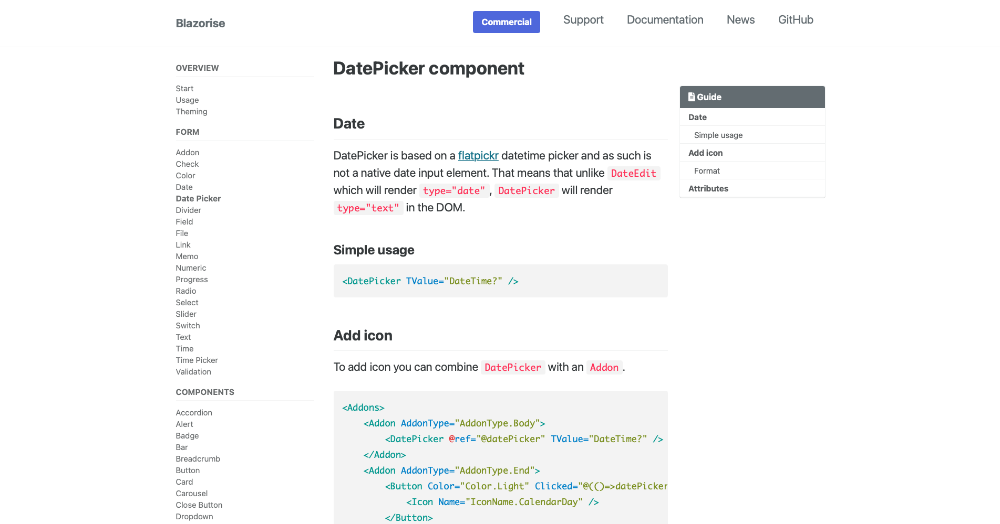 Blazorise
Commercial
Support
Documentation
News
GitHub
OVERVIEW
Start
Usage
Theming
FORM
Addon
Check
Color
Date
Date Picker
Divider
Field
File
Link
Memo
Numeric
Progress
Radio
Select
Slider
Switch
Text
Time
Time Picker
Validation
COMPONENTS
Accordion
Alert
Badge
Bar
Breadcrumb
Button
Card
Carousel
Close Button
Dropdown
DatePicker component
Date
DatePicker is based on a flatpickr datetime picker and as such is
not a native date input element. That means that unlike DateEdit
which will render type="date", DatePicker will render
type="text" in the DOM.
Simple usage
<DatePicker TValue="DateTime?" />
Add icon
To add icon you can combine DatePicker with an Addon.
<Addons>
    <Addon AddonType="AddonType.Body">
        <DatePicker @ref="@datePicker" TValue="DateTime?" />
    </Addon>
    <Addon AddonType="AddonType.End">
        <Button Color="Color.Light" Clicked="@(()=>datePicker
            <Icon Name="IconName.CalendarDay" />
        </Button>
Guide
Date
Simple usage
Add icon
Format
Attributes